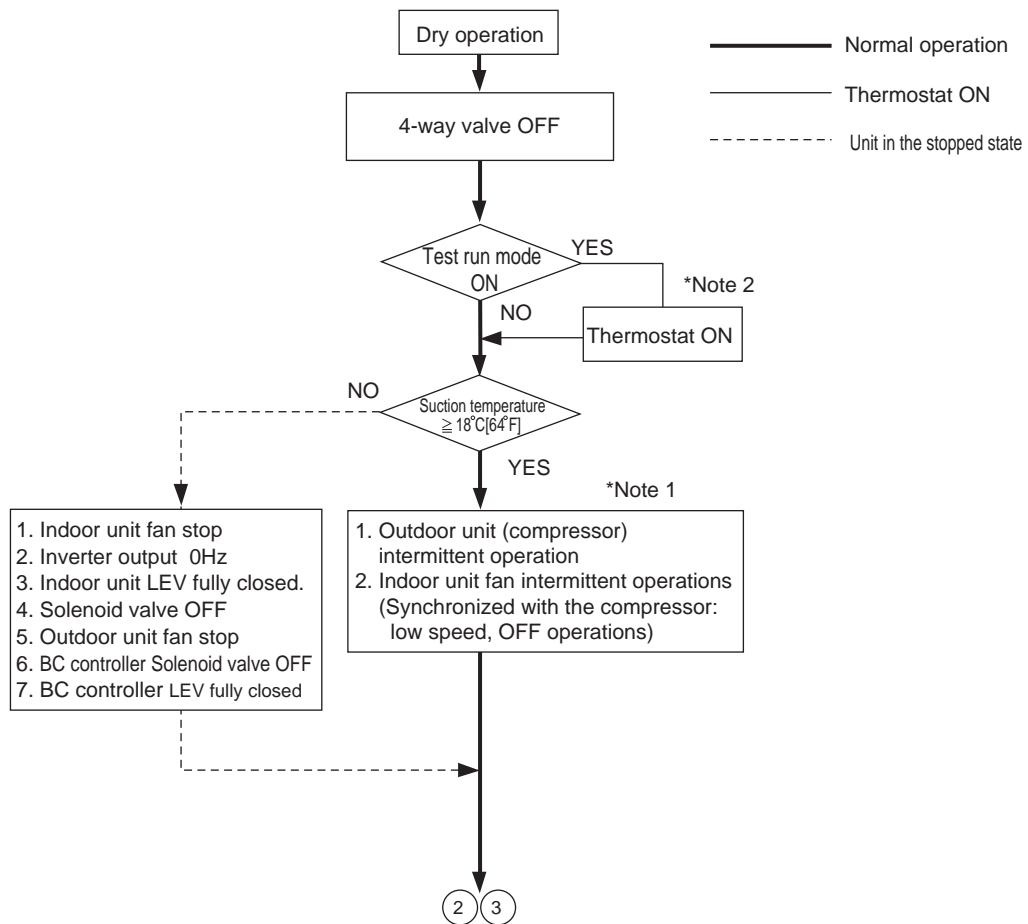 Dry operation
Normal operation
Thermostat ON
Unit in the stopped state
4-way valve OFF
Test run mode
ON
YES
*Note 2
NO
Thermostat ON
NO
Suction temperature
≧ 18°C[64°F]
YES
*Note 1
1. Indoor unit fan stop
2. Inverter output 0Hz
3. Indoor unit LEV fully closed.
4. Solenoid valve OFF
5. Outdoor unit fan stop
6. BC controller Solenoid valve OFF
7. BC controller LEV fully closed
1. Outdoor unit (compressor)
intermittent operation
2. Indoor unit fan intermittent operations
(Synchronized with the compressor:
low speed, OFF operations)
2 3